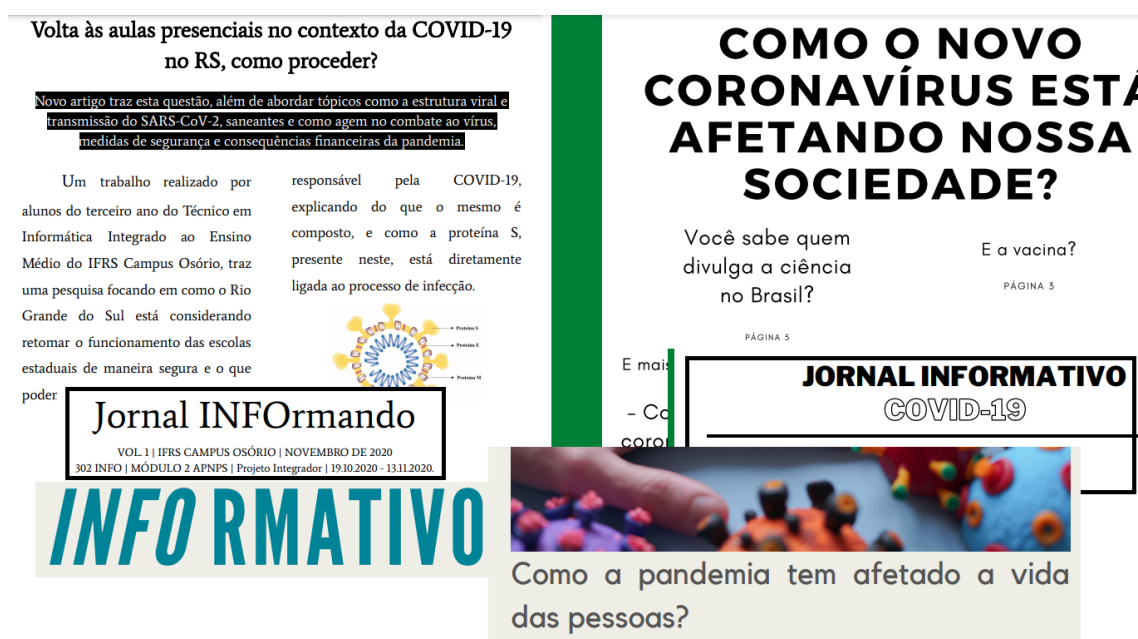 Volta às aulas presenciais no contexto da COVID-19
no RS, como proceder?
Novo artigo traz esta questão, além de abordar tópicos como a estrutura viral e
transmissão do SARS-CoV-2, saneantes e como agem no combate ao vírus,
medidas de segurança e consequências financeiras da pandemia.
Um trabalho realizado por
alunos do terceiro ano do Técnico em
Informática Integrado ao Ensino
Médio do IFRS Campus Osório, traz
uma pesquisa focando em como o Rio
Grande do Sul está considerando
retomar o funcionamento das escolas
estaduais de maneira segura e o que
poder
responsável pela COVID-19,
explicando do que o mesmo é
composto, e como a proteína S,
presente neste, está diretamente
ligada ao processo de infecção.
Proteína S
Proteína E
Proteína M
Jornal INFOrmando
VOL. 1 | IFRS CAMPUS OSÓRIO | NOVEMBRO DE 2020
302 INFO | MÓDULO 2 APNPS | Projeto Integrador | 19.10.2020 - 13.11.2020.
INFORMATIVO
COMO O NOVO
CORONAVÍRUS ESTÁ
AFETANDO NOSSA
SOCIEDADE?
Você sabe quem
divulga a ciência
no Brasil?
PÁGINA 5
E a vacina?
PÁGINA 3
E mais
- Co
coro
JORNAL INFORMATIVO
COVID-19
Como a pandemia tem afetado a vida
das pessoas?